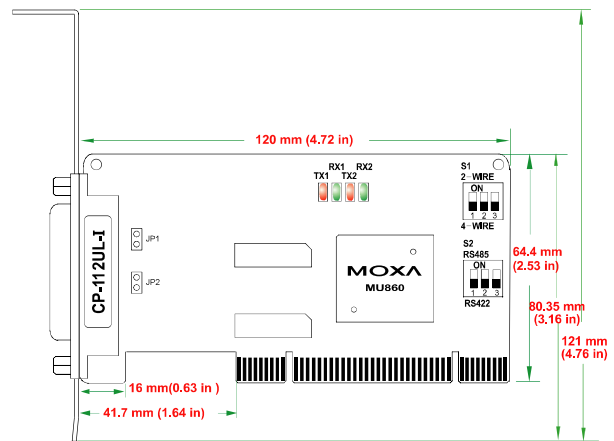 120 mm (4.72 in)
RX1 RX2
TX1 TX2
S1
2-WIRE
ON
1 2 3
4-WIRE
CP-112UL-I
JP1
JP2
MOXA
MU860
S2
RS485
ON
1 2 3
RS422
64.4 mm
(2.53 in)
80.35 mm
(3.16 in)
121 mm
(4.76 in)
16 mm(0.63 in )
41.7 mm (1.64 in)